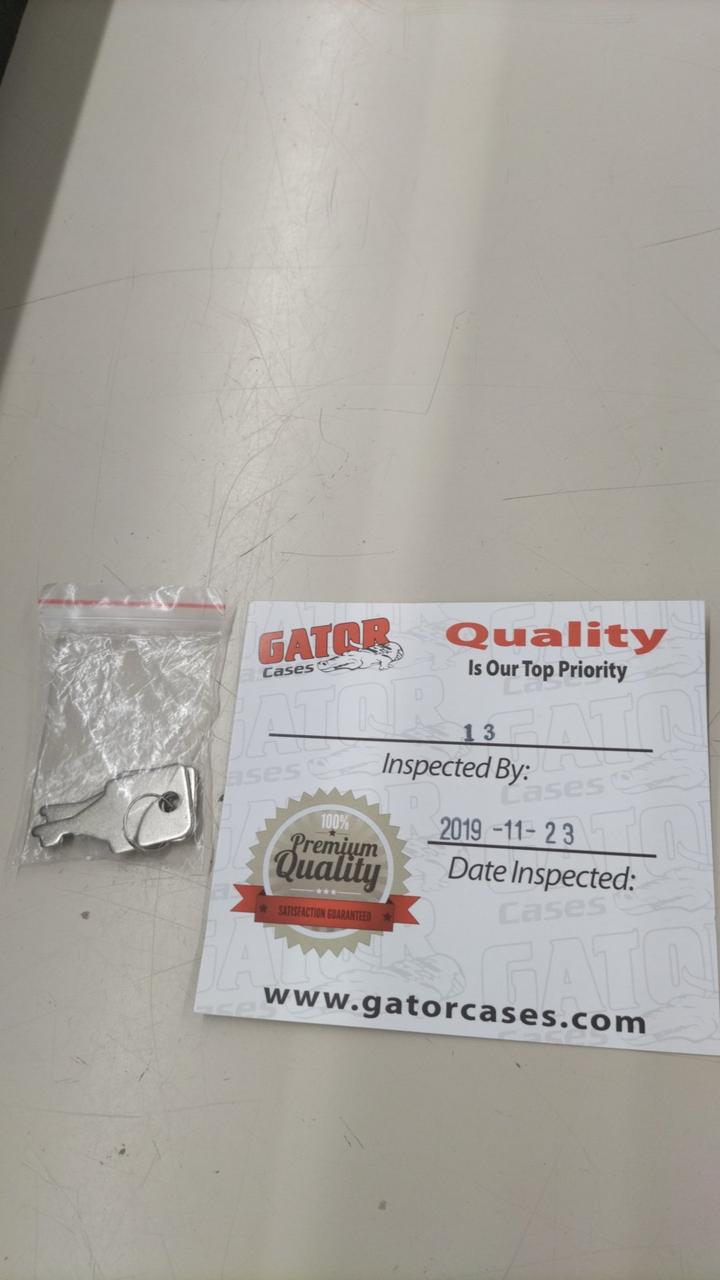 GATOR
Cases
Quality
Is Our Top Priority
13
Inspected By:
100%
Premium
Quality
SATISFACTION GUARANTEED
2019 -11- 23
Date Inspected:
www.gatorcases.com